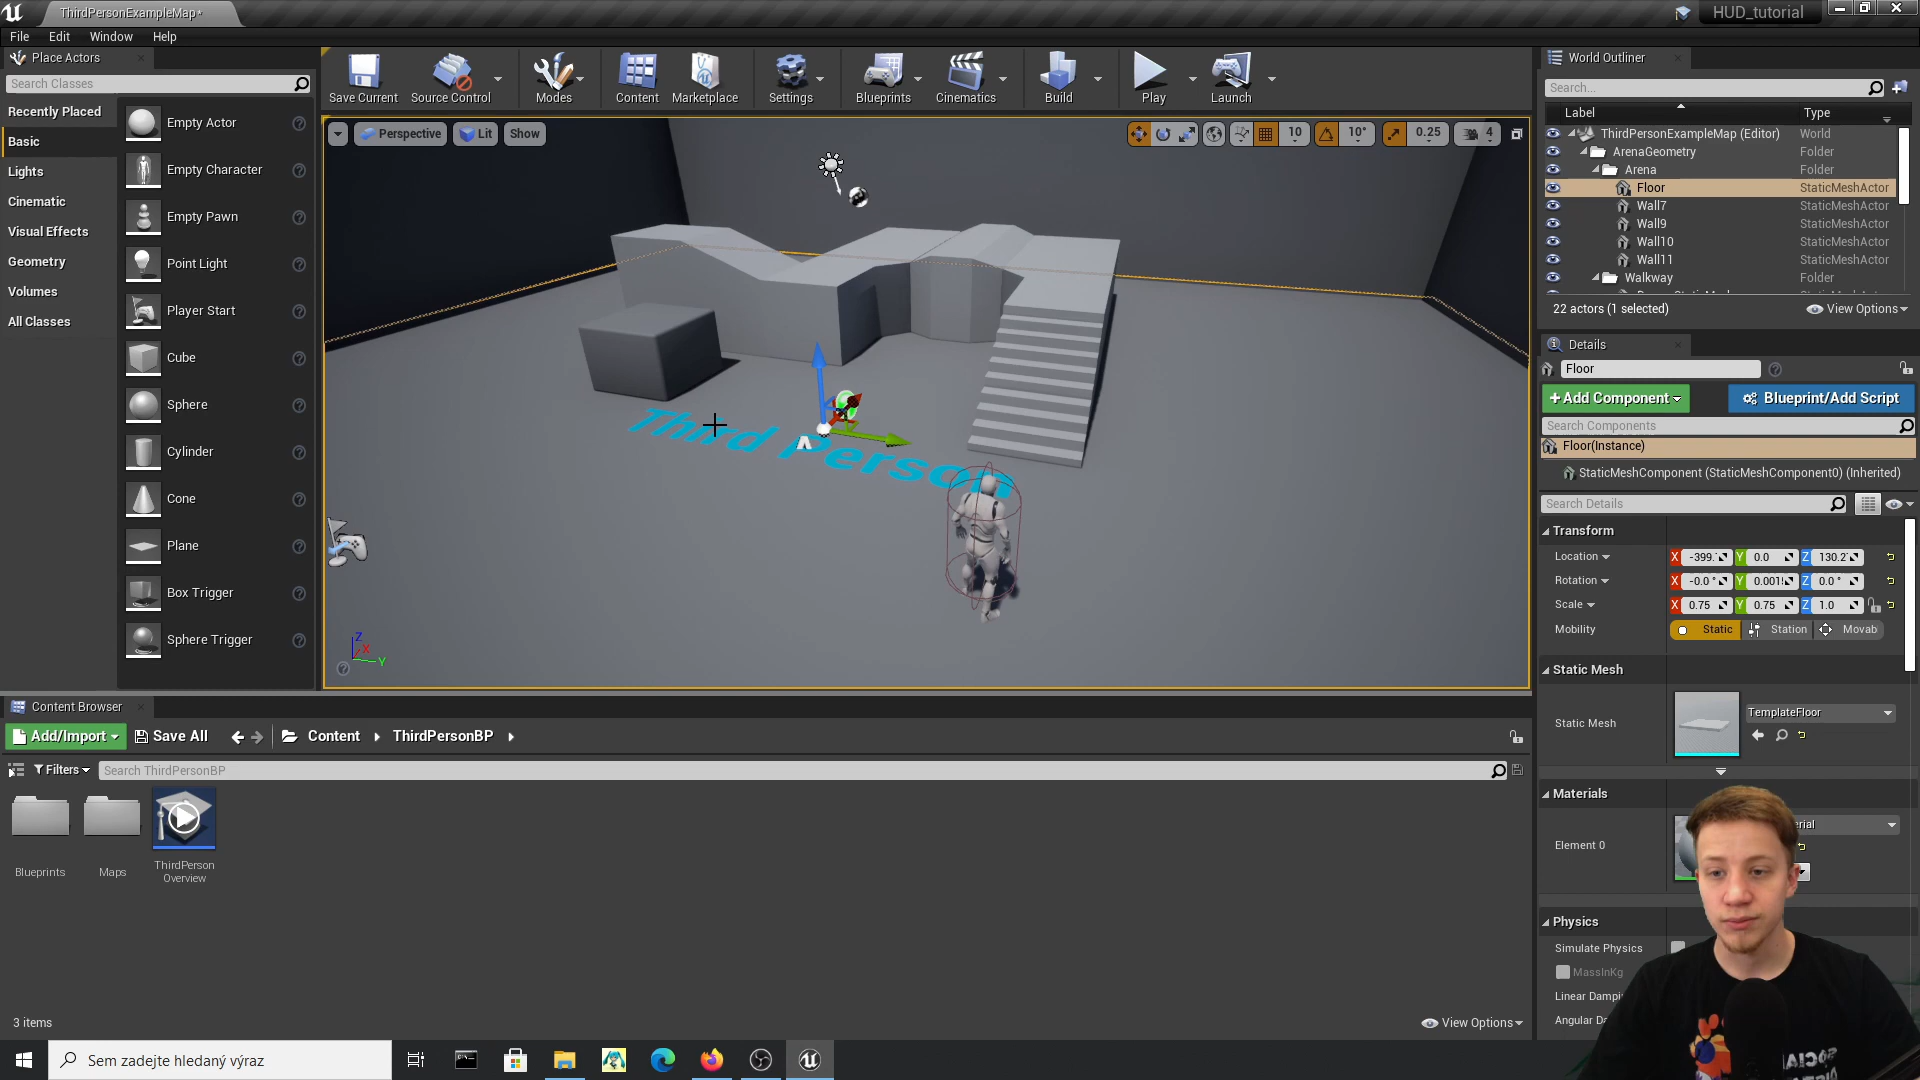 ThirdPersonExampleMap*
HUD_tutorial
File Edit Window Help
Place Actors
Search Classes
Recently Placed
Basic
Lights
Cinematic
Visual Effects
Geometry
Volumes
All Classes
Empty Actor
Empty Character
Empty Pawn
Point Light
Player Start
Cube
Sphere
Cylinder
Cone
Plane
Box Trigger
Sphere Trigger
Save Current
Source Control
Modes
Content
Marketplace
Settings
Blueprints
Cinematics
Build
Play
Launch
Perspective
Lit
Show
10
10°
0.25
4
Third Person
Z
X
Y
World Outliner
Search...
Label Type
ThirdPersonExampleMap (Editor) World
ArenaGeometry Folder
Arena Folder
Floor StaticMeshActor
Wall7 StaticMeshActor
Wall9 StaticMeshActor
Wall10 StaticMeshActor
Wall11 StaticMeshActor
Walkway Folder
22 actors (1 selected)
View Options
Details
Floor
Add Component
Blueprint/Add Script
Search Components
Floor(Instance)
StaticMeshComponent (StaticMeshComponent0) (Inherited)
Search Details
Transform
Location X -399. Y 0.0 Z 130.2
Rotation X -0.0 ° Y 0.001 Z 0.0 °
Scale X 0.75 Y 0.75 Z 1.0
Mobility Static Station Movab
Static Mesh
Static Mesh
TemplateFloor
Materials
Element 0
erial
Physics
Simulate Physics
MassInKg
Linear Dampi
Angular Da
Content Browser
Add/Import
Save All
Content
ThirdPersonBP
Filters
Search ThirdPersonBP
Blueprints
Maps
ThirdPerson
Overview
3 items
View Options
Sem zadejte hledaný výraz